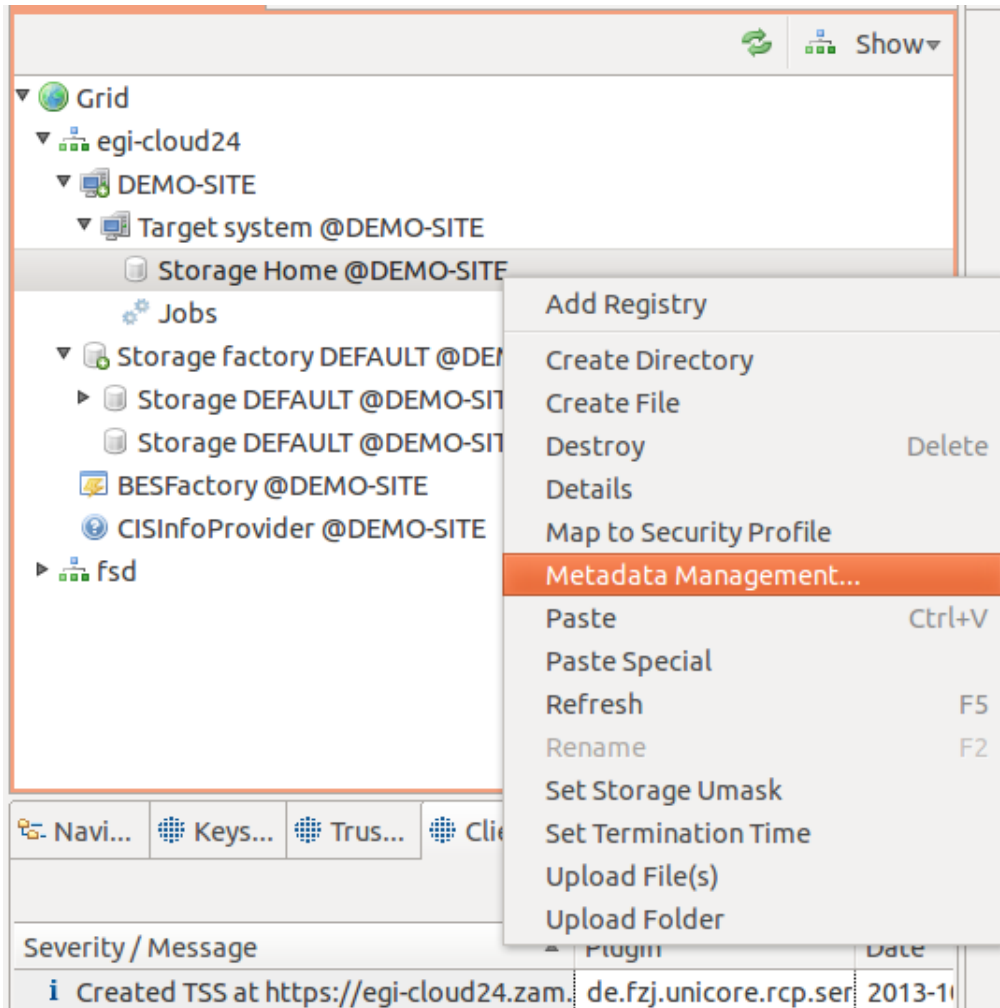 Show
Grid
egi-cloud24
DEMO-SITE
Target system @DEMO-SITE
Storage Home @DEMO-SITE
Jobs
Storage factory DEFAULT @DEM
Storage DEFAULT @DEMO-SIT
Storage DEFAULT @DEMO-SIT
BESFactory @DEMO-SITE
CISInfoProvider @DEMO-SITE
fsd
Add Registry
Create Directory
Create File
Destroy Delete
Details
Map to Security Profile
Metadata Management...
Paste Ctrl+V
Paste Special
Refresh F5
Rename F2
Set Storage Umask
Set Termination Time
Upload File(s)
Upload Folder
Navi... Keys... Trus... Clie
Severity / Message Plugin Date
i Created TSS at https://egi-cloud24.zam. de.fzj.unicore.rcp.ser 2013-10